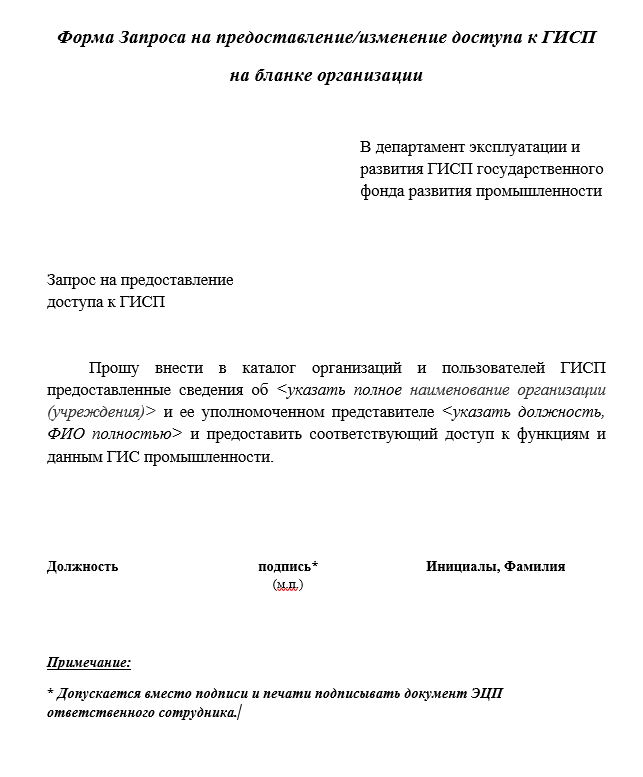 Форма Запроса на предоставление/изменение доступа к ГИСП
на бланке организации
В департамент эксплуатации и
развития ГИСП государственного
фонда развития промышленности
Запрос на предоставление
доступа к ГИСП
Прошу внести в каталог организаций и пользователей ГИСП
предоставленные сведения об <указать полное наименование организации
(учреждения)> и ее уполномоченном представителе <указать должность,
ФИО полностью> и предоставить соответствующий доступ к функциям и
данным ГИС промышленности.
Должность подпись* Инициалы, Фамилия
(м.п.)
Примечание:
* Допускается вместо подписи и печати подписывать документ ЭЦП
ответственного сотрудника.